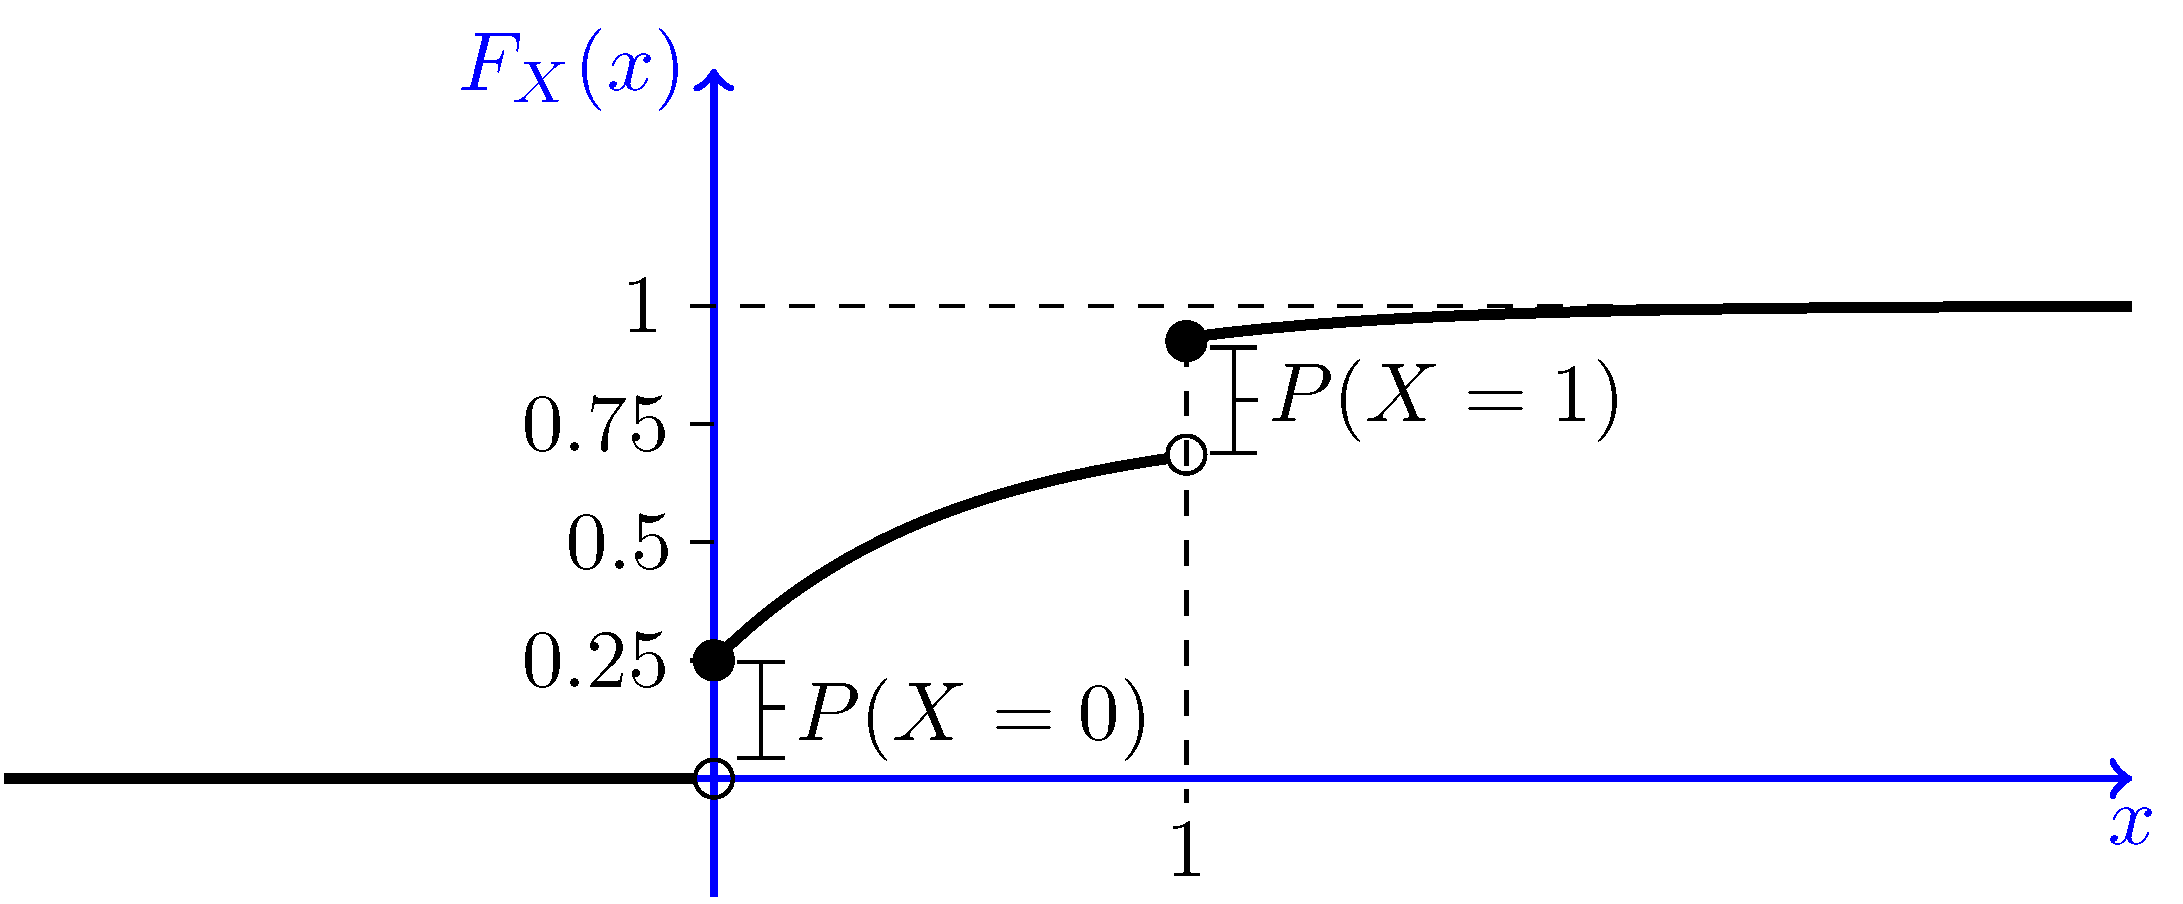 F_X(x)
1
0.75
P(X = 1)
0.5
0.25
P(X = 0)
x
1